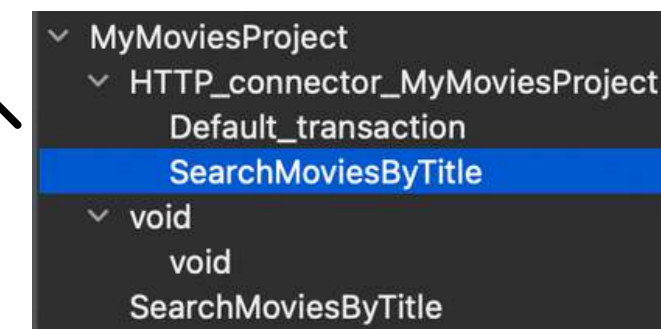 MyMoviesProject
HTTP_connector_MyMoviesProject
Default_transaction
SearchMoviesByTitle
void
void
SearchMoviesByTitle